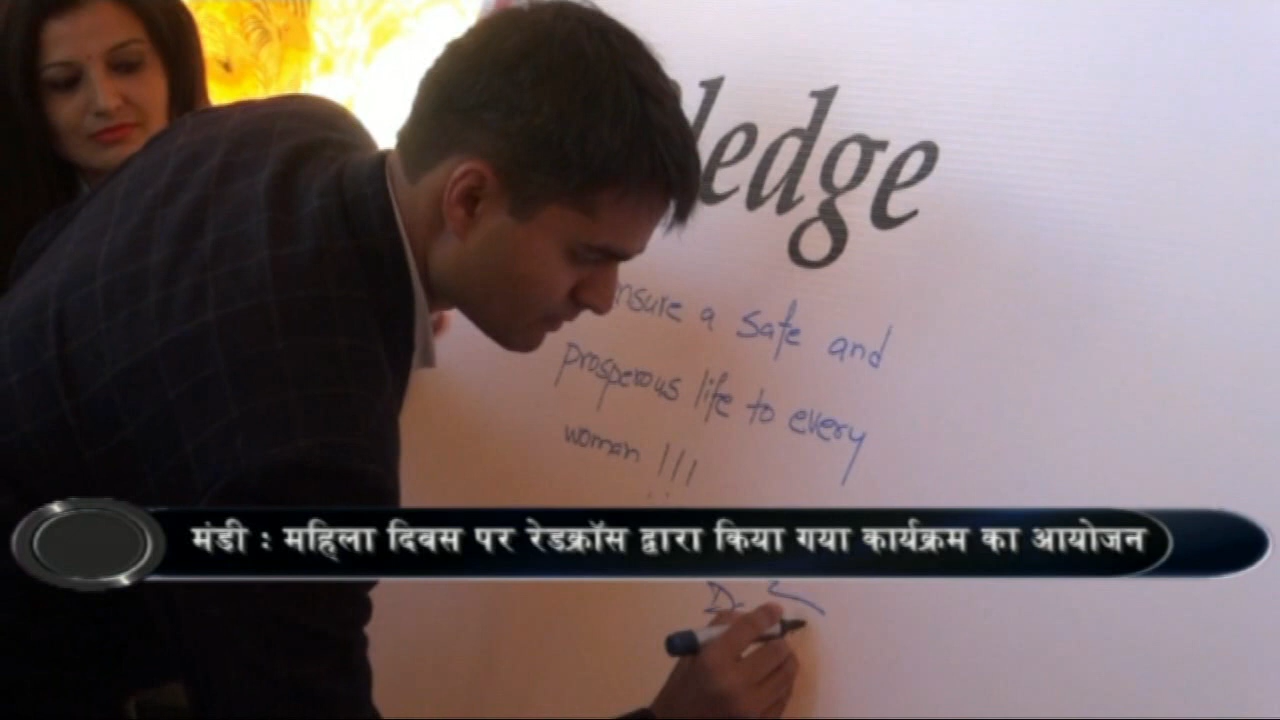 ledge
nsure a safe and
prosperous life to every
woman !!!
मंडी : महिला दिवस पर रेडक्रॉस द्वारा किया गया कार्यक्रम का आयोजन